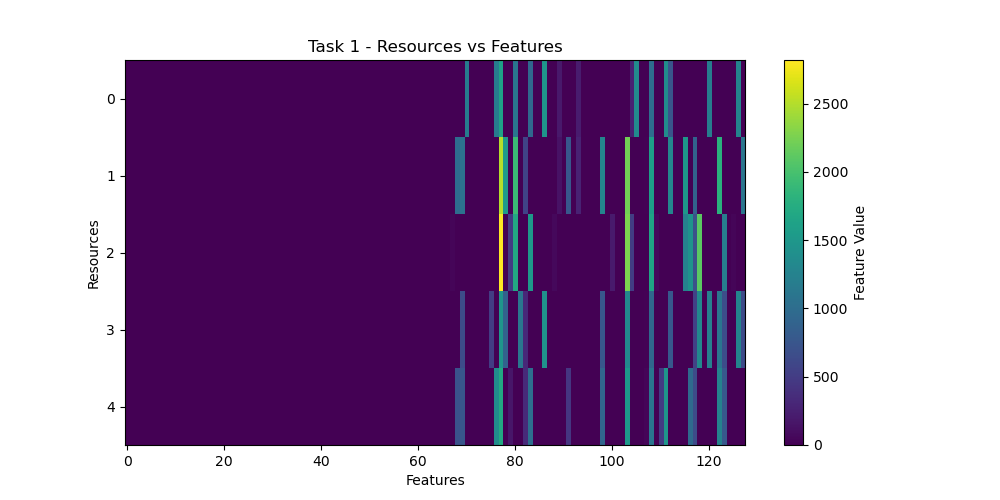 Task 1 - Resources vs Features
Resources
0
1
2
3
4
0 20 40 60 80 100 120
Features
2500
2000
1500
1000
500
0
Feature Value